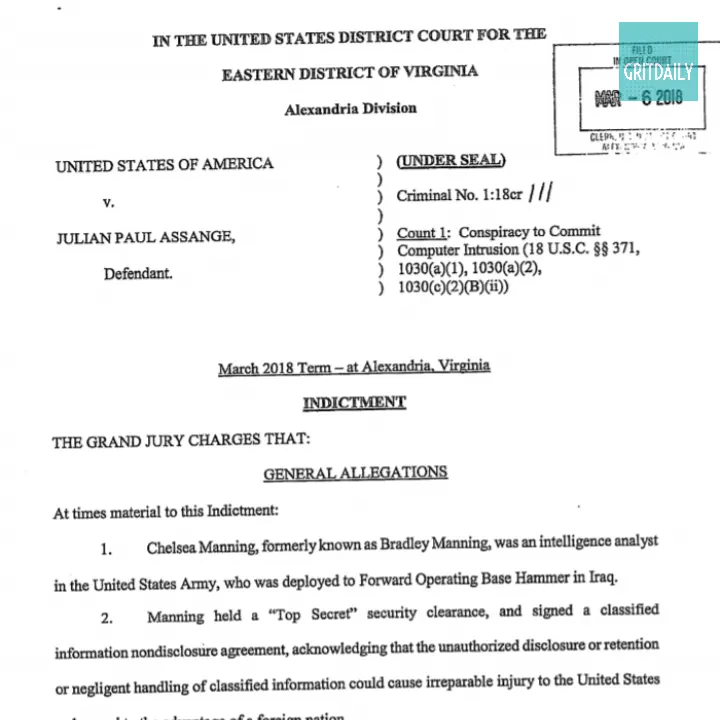 IN THE UNITED STATES DISTRICT COURT FOR THE
EASTERN DISTRICT OF VIRGINIA
Alexandria Division
FILED
IN OPEN COURT
GRITDAILY
MAR - 6 2018
CLERK, U.S.
UNITED STATES OF AMERICA
v.
JULIAN PAUL ASSANGE,
Defendant.
) (UNDER SEAL)
)
) Criminal No. 1:18cr 111
)
) Count 1: Conspiracy to Commit
) Computer Intrusion (18 U.S.C. §§ 371,
) 1030(a)(1), 1030(a)(2),
) 1030(c)(2)(B)(ii))
March 2018 Term – at Alexandria, Virginia
INDICTMENT
THE GRAND JURY CHARGES THAT:
GENERAL ALLEGATIONS
At times material to this Indictment:
1. Chelsea Manning, formerly known as Bradley Manning, was an intelligence analyst
in the United States Army, who was deployed to Forward Operating Base Hammer in Iraq.
2. Manning held a “Top Secret” security clearance, and signed a classified
information nondisclosure agreement, acknowledging that the unauthorized disclosure or retention
or negligent handling of classified information could cause irreparable injury to the United States